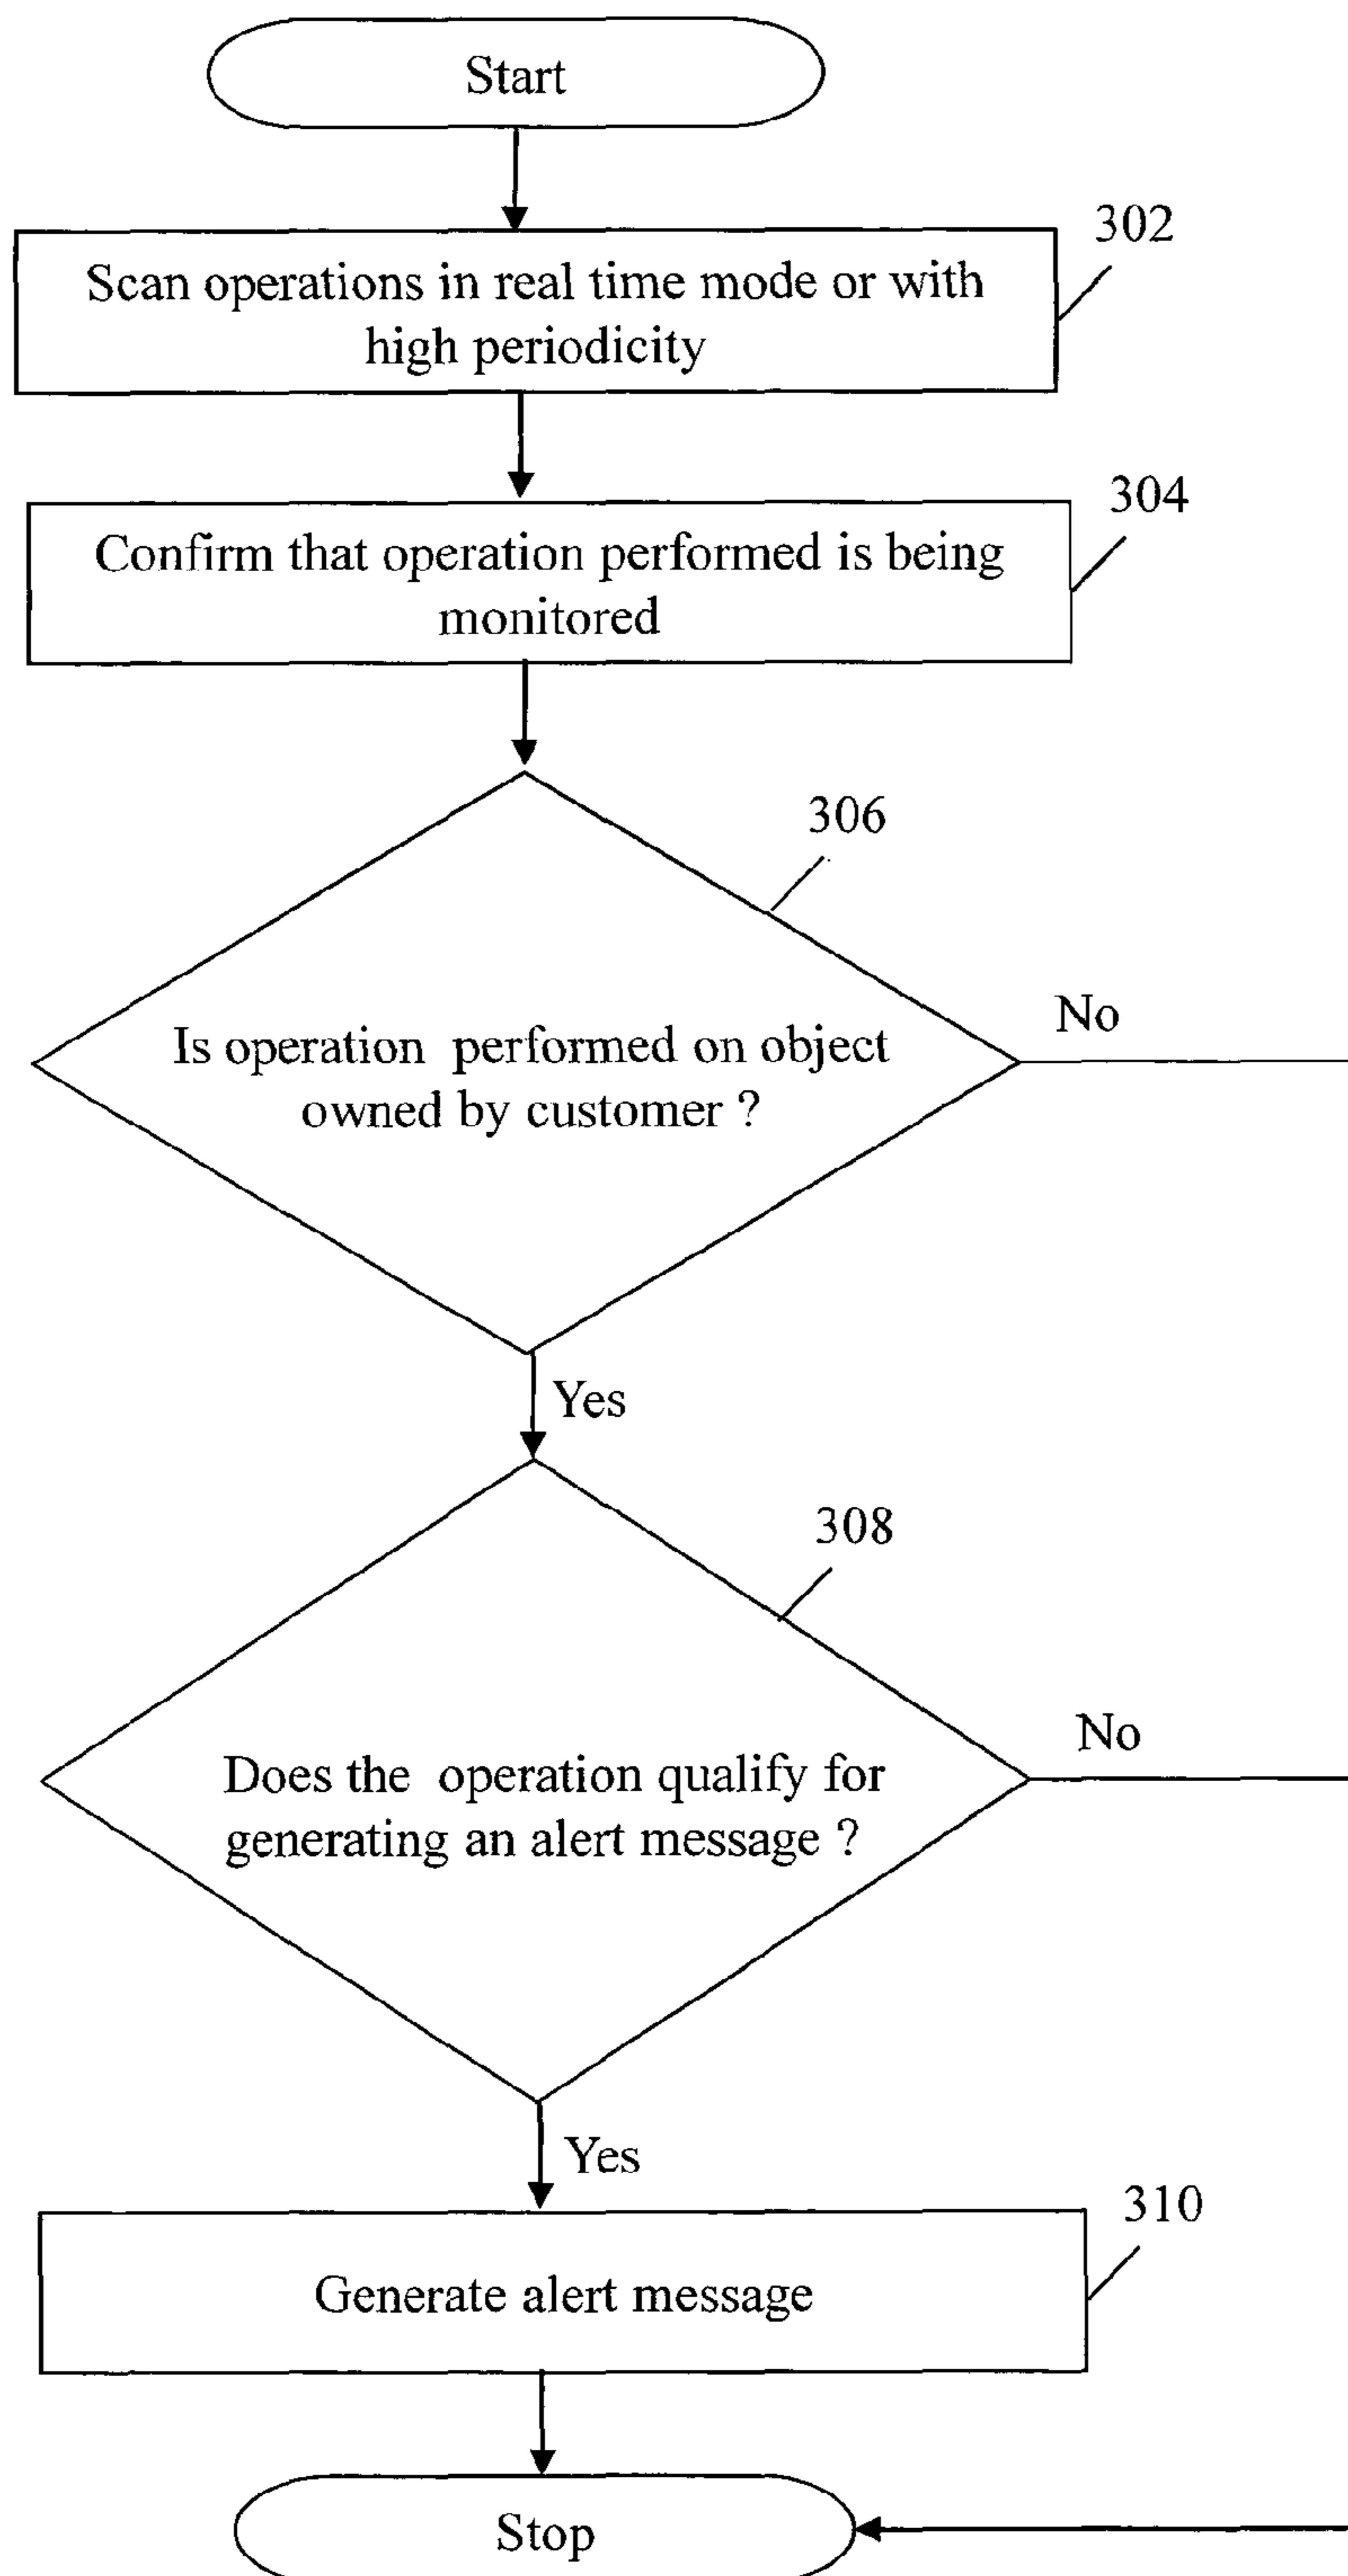 Start
302
Scan operations in real time mode or with
high periodicity
304
Confirm that operation performed is being
monitored
306
No
Is operation performed on object
owned by customer ?
Yes
308
No
Does the operation qualify for
generating an alert message ?
Yes
310
Generate alert message
Stop